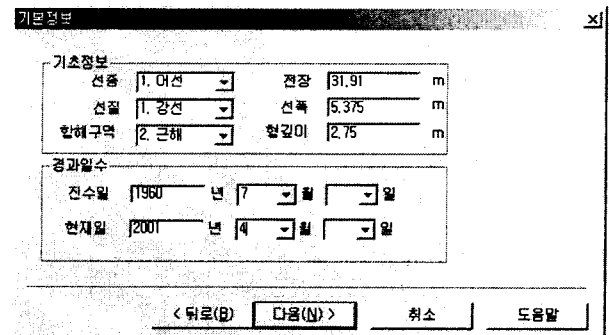 기본정보
기초정보
선종 1. 어선 전장 31.91 m
선질 1. 강선 선폭 5.375 m
항해구역 2. 근해 형깊이 2.75 m
경과일수
진수일 1960 년 7 월 일
현재일 2001 년 4 월 일
< 뒤로(B) 다음(N) > 취소 도움말